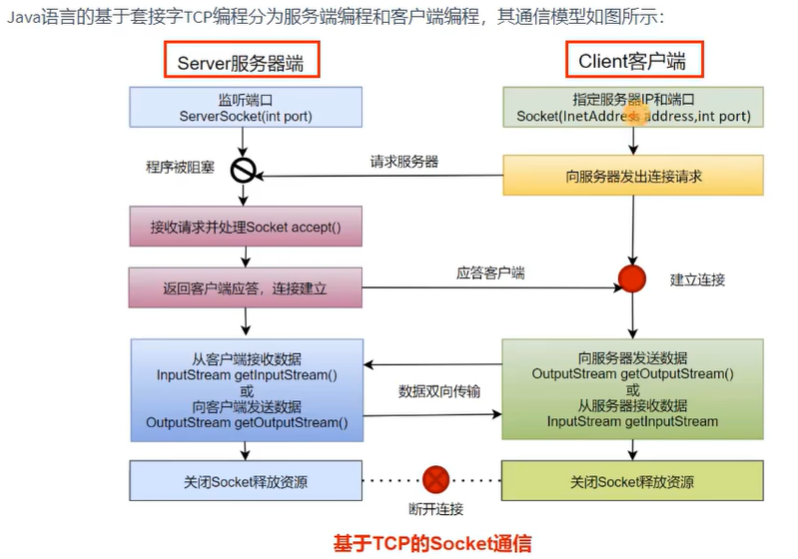 Java语言的基于套接字TCP编程分为服务端编程和客户端编程，其通信模型如图所示：
Server服务器端
Client客户端
监听端口
ServerSocket(int port)
指定服务器IP和端口
Socket(InetAddress address,int port)
程序被阻塞
请求服务器
向服务器发出连接请求
接收请求并处理Socket accept()
返回客户端应答，连接建立
应答客户端
建立连接
从客户端接收数据
InputStream getInputStream()
或
向客户端发送数据
OutputStream getOutputStream()
数据双向传输
向服务器发送数据
OutputStream getOutputStream()
或
从服务器接收数据
InputStream getInputStream
关闭Socket释放资源
断开连接
关闭Socket释放资源
基于TCP的Socket通信